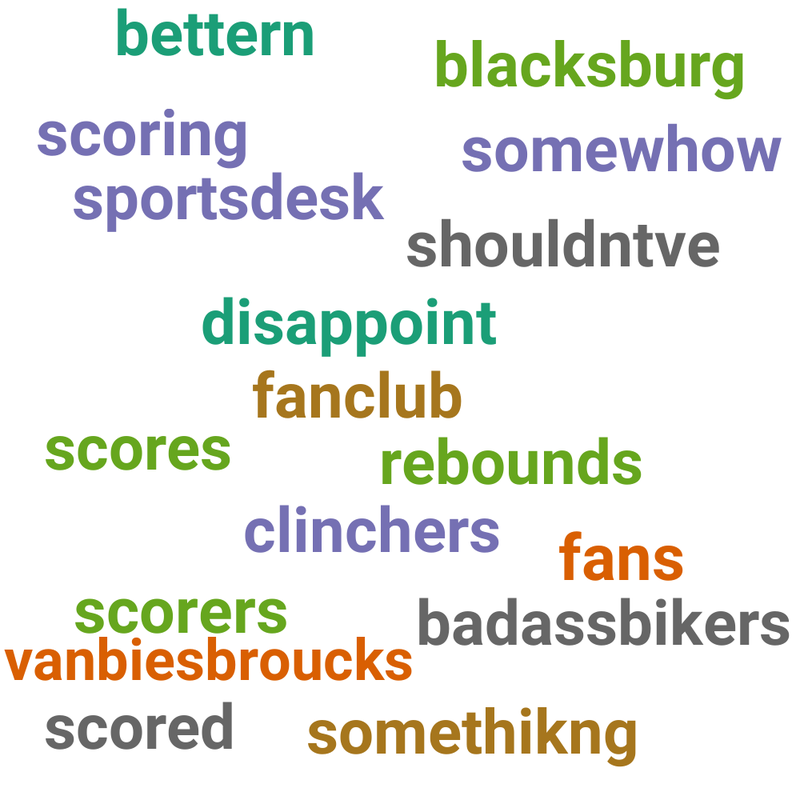 bettern
blacksburg
scoring
somewhow
sportsdesk
shouldntve
disappoint
fanclub
scores
rebounds
clinchers
fans
scorers
badassbikers
vanbiesbroucks
scored
somethikng